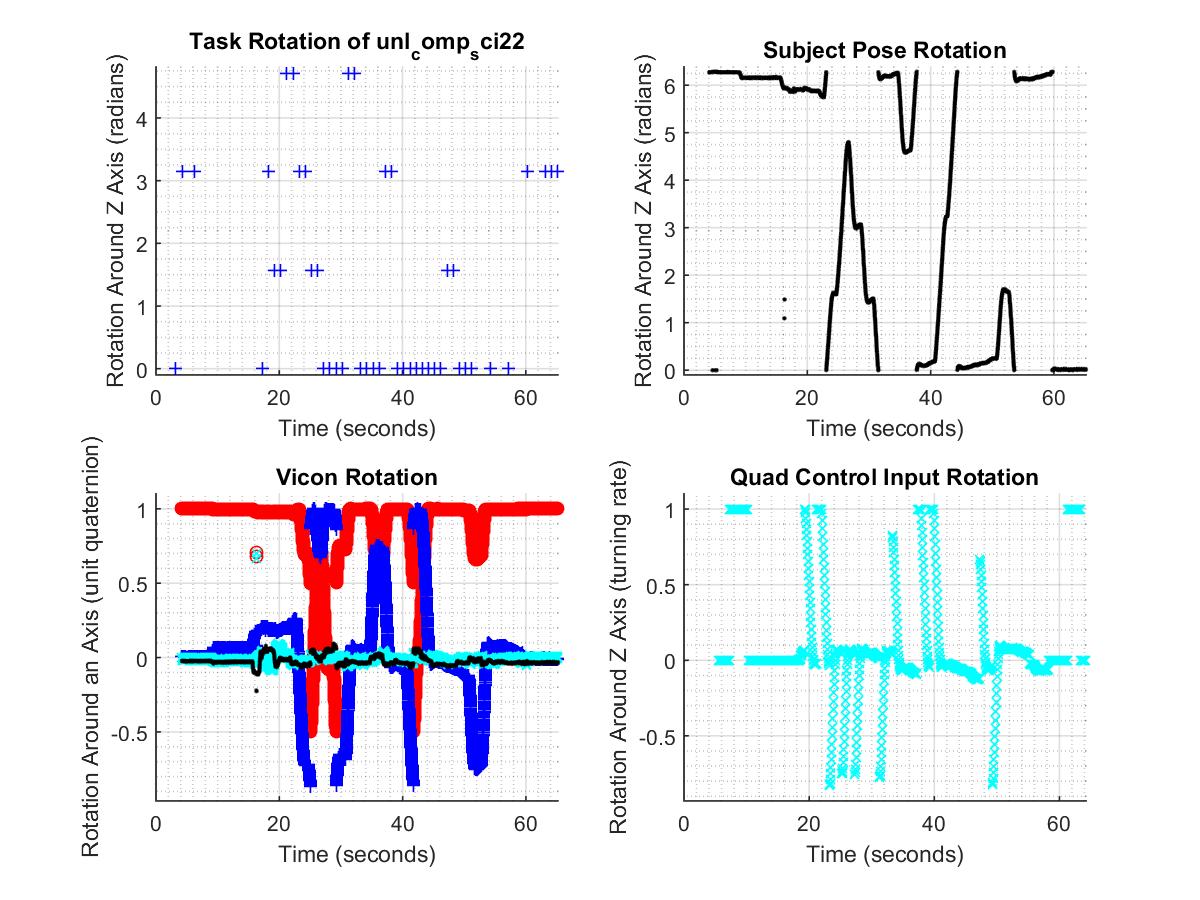 Task Rotation of unl_comp_sci22
Rotation Around Z Axis (radians)
4
3
2
1
0
0 20 40 60
Time (seconds)
Subject Pose Rotation
Rotation Around Z Axis (radians)
6
5
4
3
2
1
0
0 20 40 60
Time (seconds)
Vicon Rotation
Rotation Around an Axis (unit quaternion)
1
0.5
0
-0.5
0 20 40 60
Time (seconds)
Quad Control Input Rotation
Rotation Around Z Axis (turning rate)
1
0.5
0
-0.5
0 20 40 60
Time (seconds)